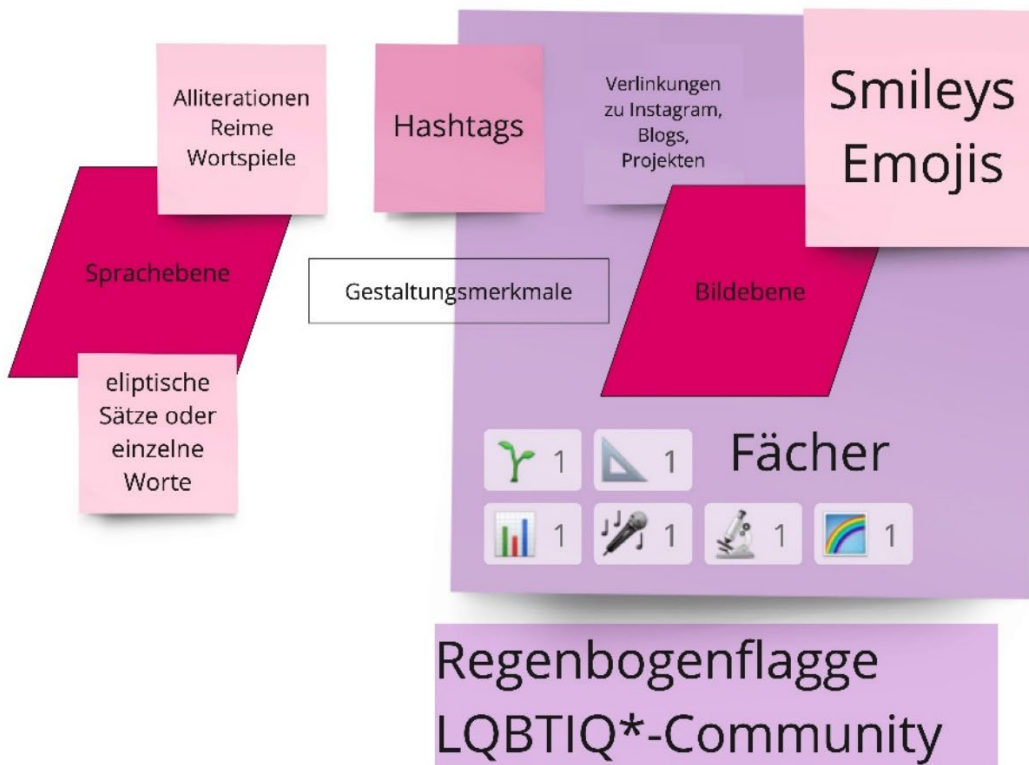 Alliterationen
Reime
Wortspiele
Hashtags
Verlinkungen
zu Instagram,
Blogs,
Projekten
Smileys
Emojis
Sprachebene
Gestaltungsmerkmale
Bildebene
eliptische
Sätze oder
einzelne
Worte
Fächer
1
1
1
1
1
1
Regenbogenflagge
LQBTIQ*-Community